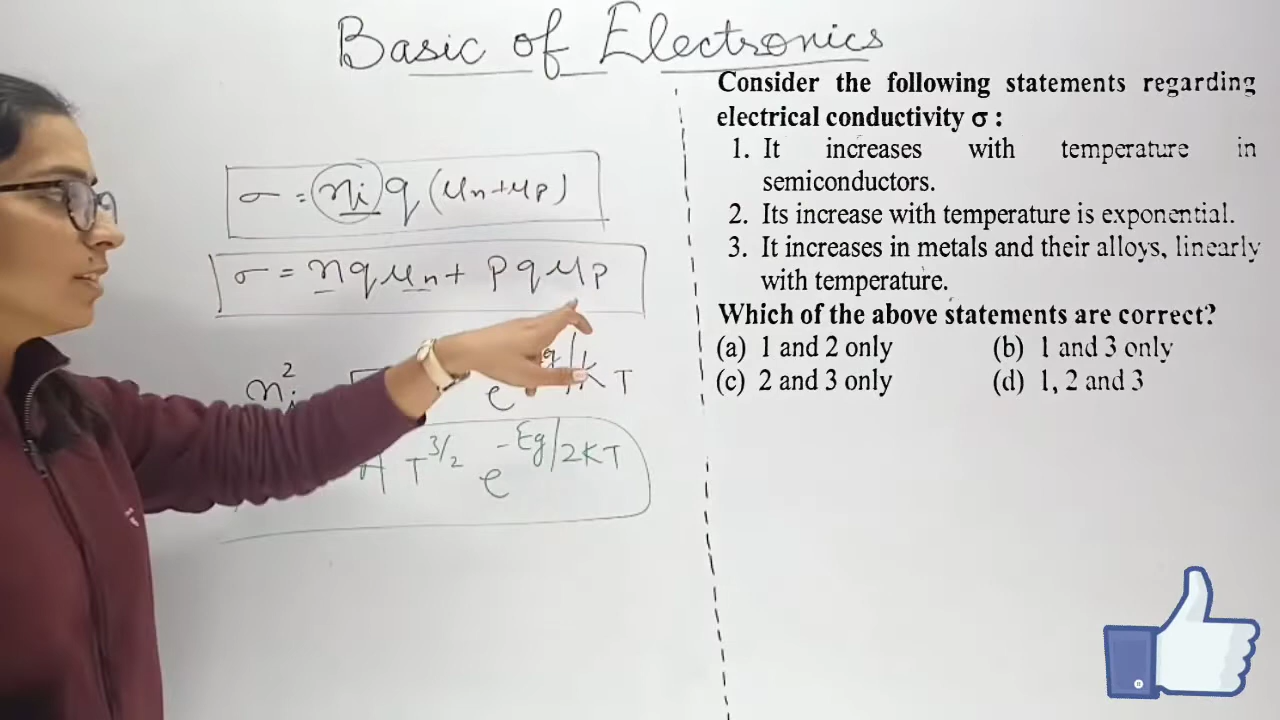 Basic of Electronics
σ = niq (μn+μp)
σ = nqμn + pqμp
ni² KT
T^3/2 e^-Eg/2KT
Consider the following statements regarding
electrical conductivity σ :
1. It increases with temperature in
semiconductors.
2. Its increase with temperature is exponential.
3. It increases in metals and their alloys, linearly
with temperature.
Which of the above statements are correct?
(a) 1 and 2 only (b) 1 and 3 only
(c) 2 and 3 only (d) 1, 2 and 3